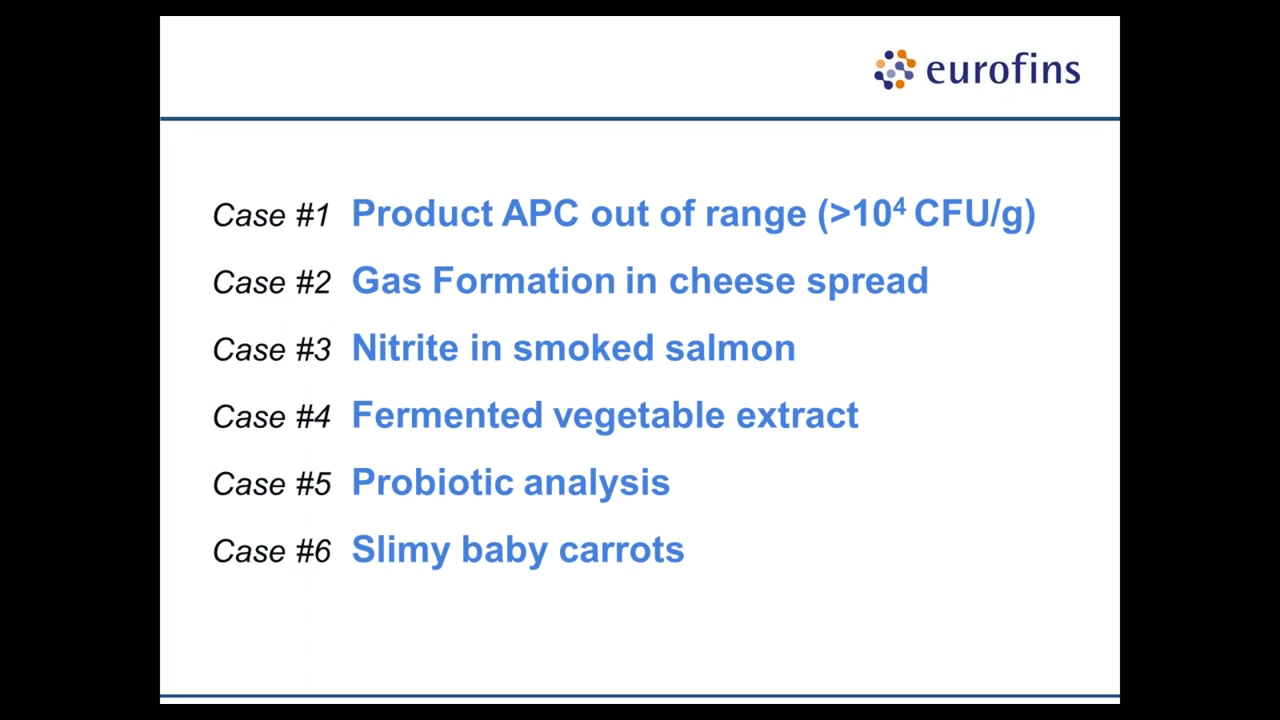 eurofins
Case #1 Product APC out of range (>10⁴ CFU/g)
Case #2 Gas Formation in cheese spread
Case #3 Nitrite in smoked salmon
Case #4 Fermented vegetable extract
Case #5 Probiotic analysis
Case #6 Slimy baby carrots